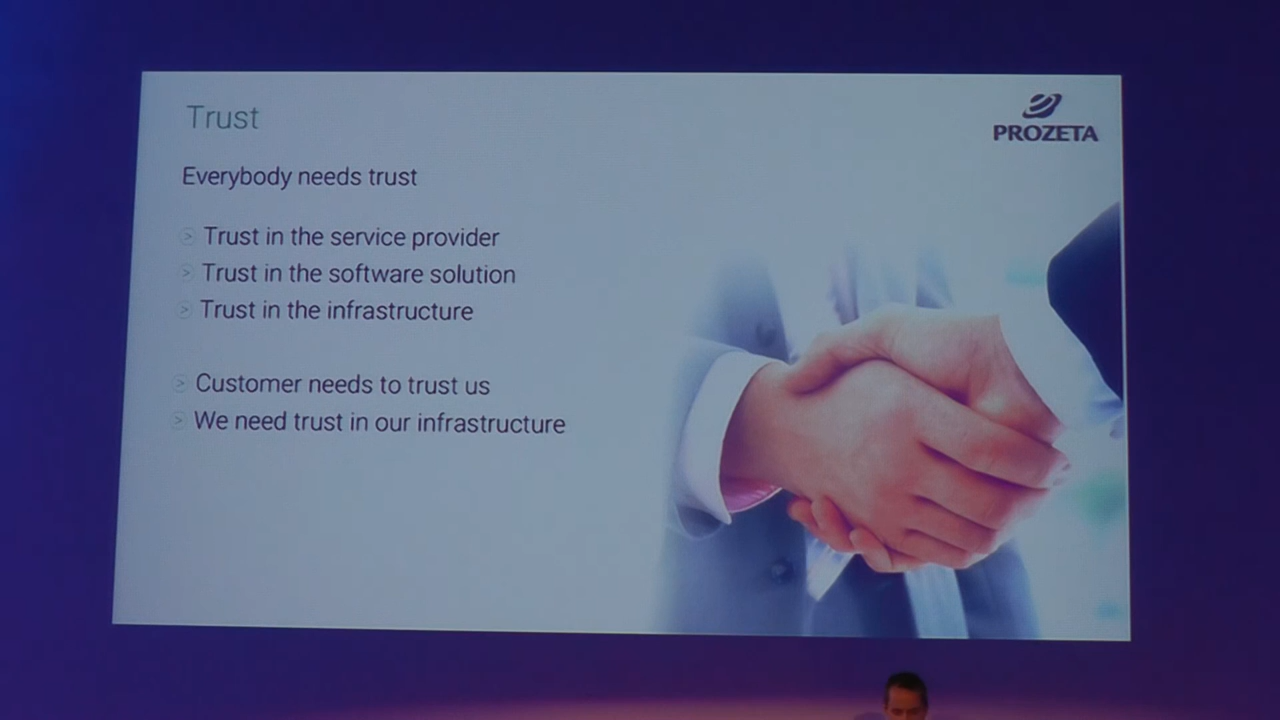 Trust
PROZETA
Everybody needs trust
> Trust in the service provider
> Trust in the software solution
> Trust in the infrastructure
> Customer needs to trust us
> We need trust in our infrastructure